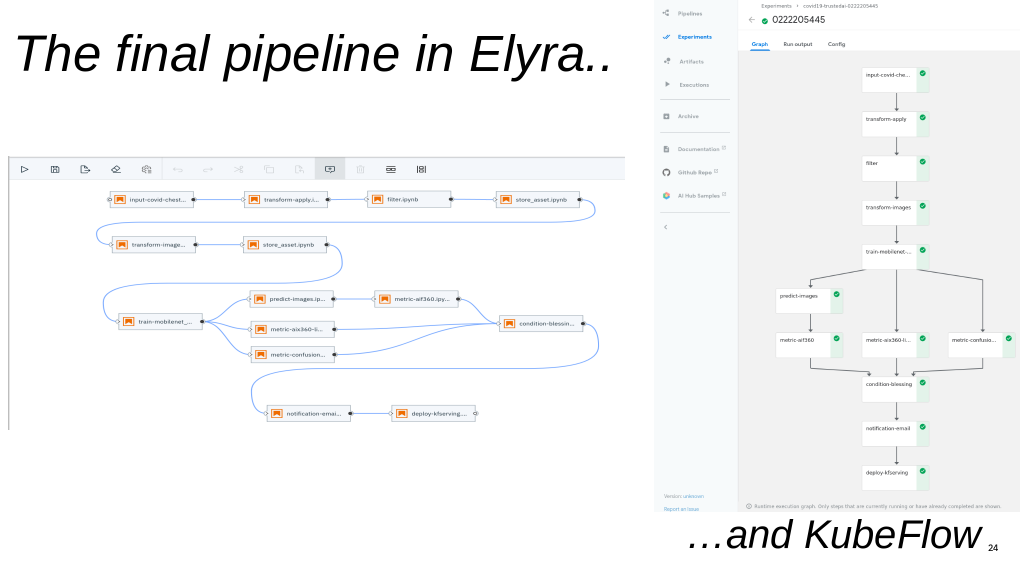 The final pipeline in Elyra..
input-covid-chest...
transform-apply.i...
filter.ipynb
store_asset.ipynb
transform-image...
store_asset.ipynb
predict-images.ip...
metric-aif360.ipy...
train-mobilenet_...
metric-aix360-li...
condition-blessin...
metric-confusion...
notification-emai...
deploy-kfserving....
Pipelines
Experiments
Artifacts
Executions
Archive
Documentation
Github Repo
AI Hub Samples
Version: unknown
Report an issue
Experiments > covid19-trustedai-0222205445
0222205445
Graph Run output Config
input-covid-che...
transform-apply
filter
transform-images
train-mobilenet-...
predict-images
metric-aif360 metric-aix360-li... metric-confusio...
condition-blessing
notification-email
deploy-kfserving
Runtime execution graph. Only steps that are currently running or have already completed are shown.
...and KubeFlow
24